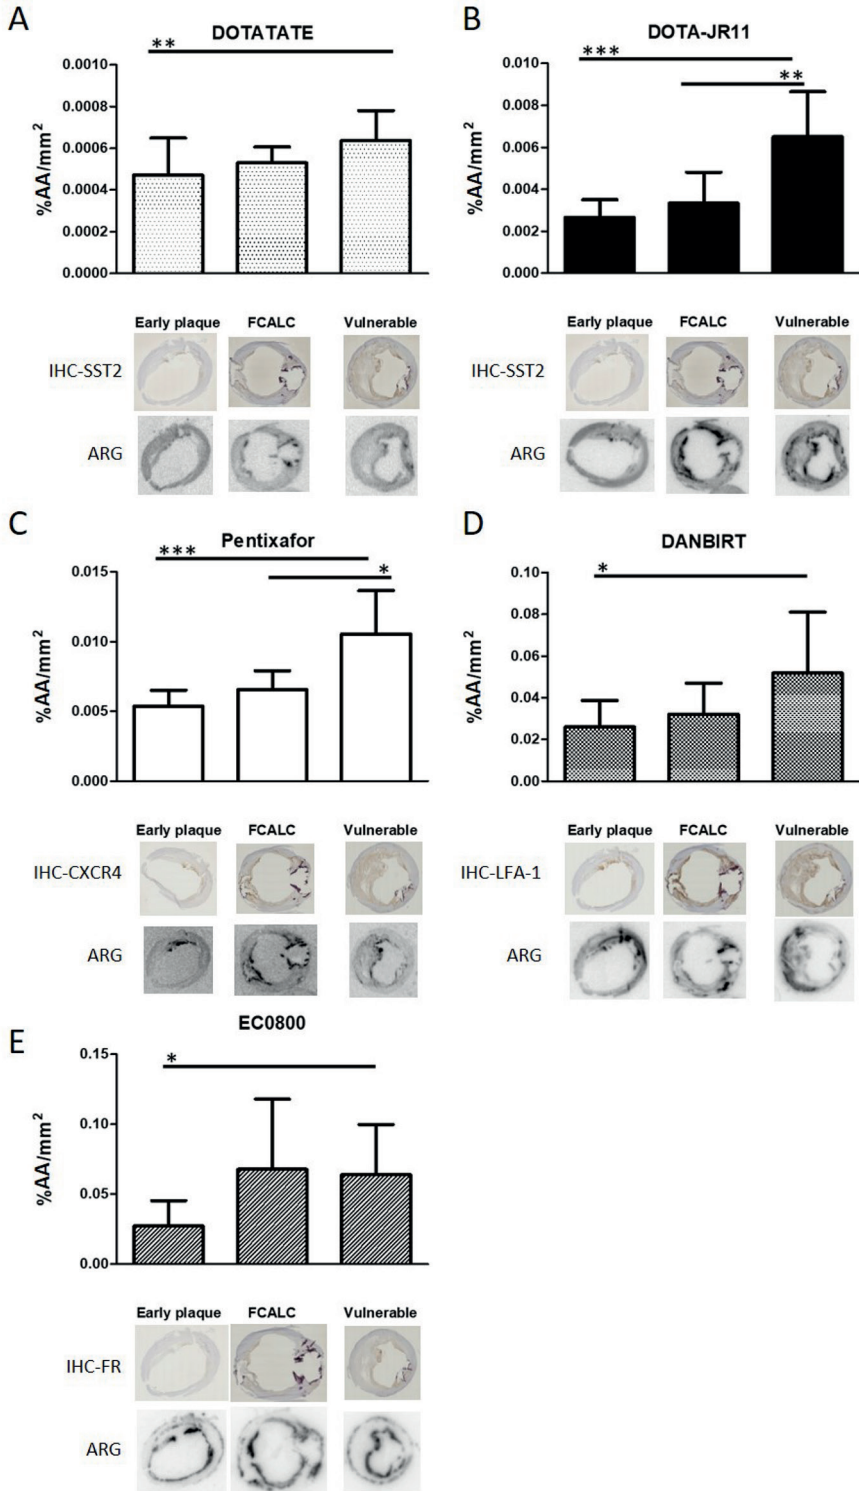 A
DOTATATE
**
0.0010
0.0008
0.0006
0.0004
0.0002
0.0000
%AA/mm²
Early plaque FCALC Vulnerable
IHC-SST2
ARG
B
DOTA-JR11
***
**
0.010
0.008
0.006
0.004
0.002
0.000
%AA/mm²
Early plaque FCALC Vulnerable
IHC-SST2
ARG
C
Pentixafor
***
*
0.015
0.010
0.005
0.000
%AA/mm²
Early plaque FCALC Vulnerable
IHC-CXCR4
ARG
D
DANBIRT
*
0.10
0.08
0.06
0.04
0.02
0.00
%AA/mm²
Early plaque FCALC Vulnerable
IHC-LFA-1
ARG
E
EC0800
*
0.15
0.10
0.05
0.00
%AA/mm²
Early plaque FCALC Vulnerable
IHC-FR
ARG